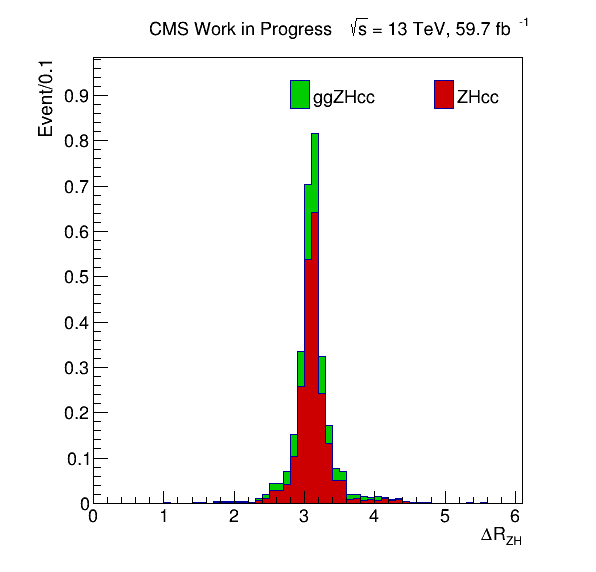 CMS Work in Progress √s = 13 TeV, 59.7 fb⁻¹
Event/0.1
ggZHcc ZHcc
0.9
0.8
0.7
0.6
0.5
0.4
0.3
0.2
0.1
0
0 1 2 3 4 5 6
ΔR_ZH